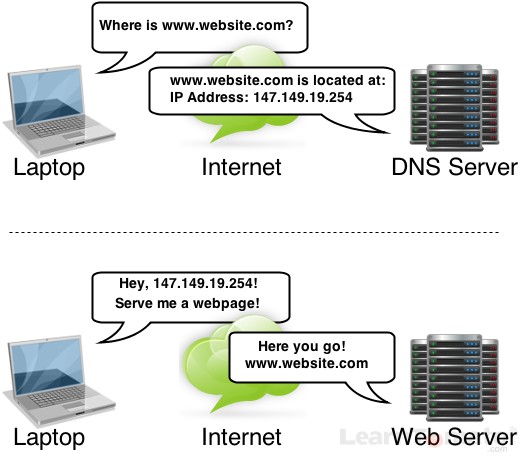 Where is www.website.com?
www.website.com is located at:
IP Address: 147.149.19.254
Laptop
Internet
DNS Server
Hey, 147.149.19.254!
Serve me a webpage!
Here you go!
www.website.com
Laptop
Internet
Web Server
.com